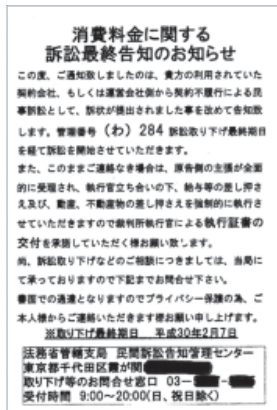 消費料金に関する
訴訟最終告知のお知らせ
この度、ご通知致しましたのは、貴方の利用されていた
契約会社、もしくは運営会社側から契約不履行による民
事訴訟として、訴状が提出されました事を改めて告知致
します。管理番号（わ）284 訴訟取り下げ最終期日
を経て訴訟を開始させていただきます。
また、このままご連絡なき場合は、原告側の主張が全面
的に受理され、執行官立ち会いの下、給与等の差し押さ
え及び、動産、不動産物の差し押さえを強制的に執行さ
せていただきますので裁判所執行官による執行証書の
交付を承諾していただく様お願い致します。
尚、訴訟取り下げなどのご相談につきましては、当局に
て承っておりますので下記までお問合せ下さい。
書面での通達となりますのでプライバシー保護の為、ご
本人様からご連絡いただきます様お願い申し上げます。
※取り下げ最終期日 平成30年2月7日
法務省管轄支局 民間訴訟告知管理センター
東京都千代田区霞が関
取り下げ等のお問合せ窓口 03－ －
受付時間 9:00～20:00(日、祝日除く)